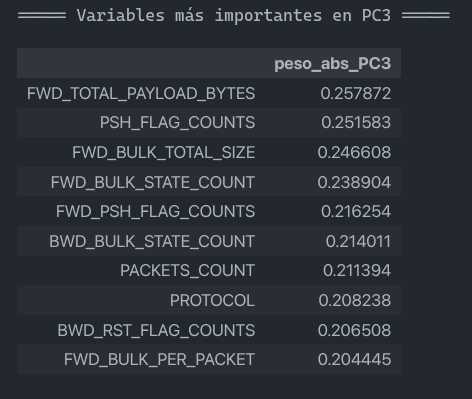 ===== Variables más importantes en PC3 =====
peso_abs_PC3
FWD_TOTAL_PAYLOAD_BYTES 0.257872
PSH_FLAG_COUNTS 0.251583
FWD_BULK_TOTAL_SIZE 0.246608
FWD_BULK_STATE_COUNT 0.238904
FWD_PSH_FLAG_COUNTS 0.216254
BWD_BULK_STATE_COUNT 0.214011
PACKETS_COUNT 0.211394
PROTOCOL 0.208238
BWD_RST_FLAG_COUNTS 0.206508
FWD_BULK_PER_PACKET 0.204445